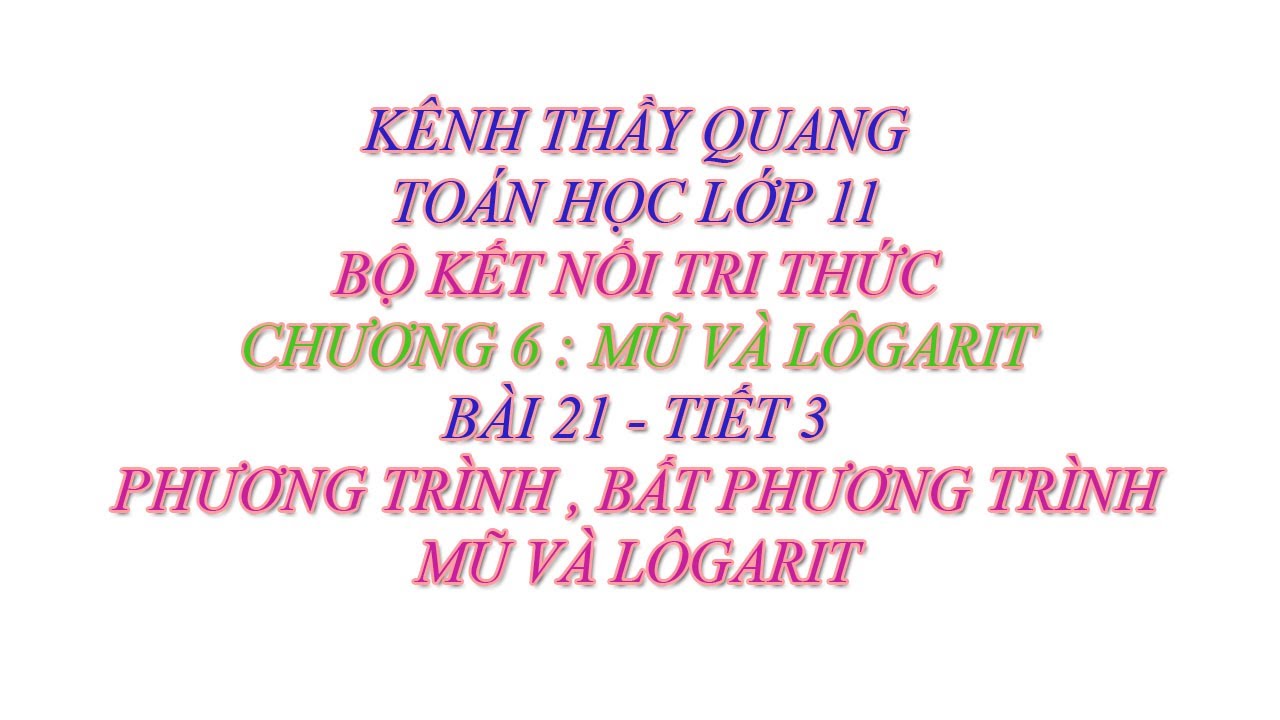 KÊNH THẦY QUANG
TOÁN HỌC LỚP 11
BỘ KẾT NỐI TRI THỨC
CHƯƠNG 6 : MŨ VÀ LÔGARIT
BÀI 21 - TIẾT 3
PHƯƠNG TRÌNH , BẤT PHƯƠNG TRÌNH
MŨ VÀ LÔGARIT